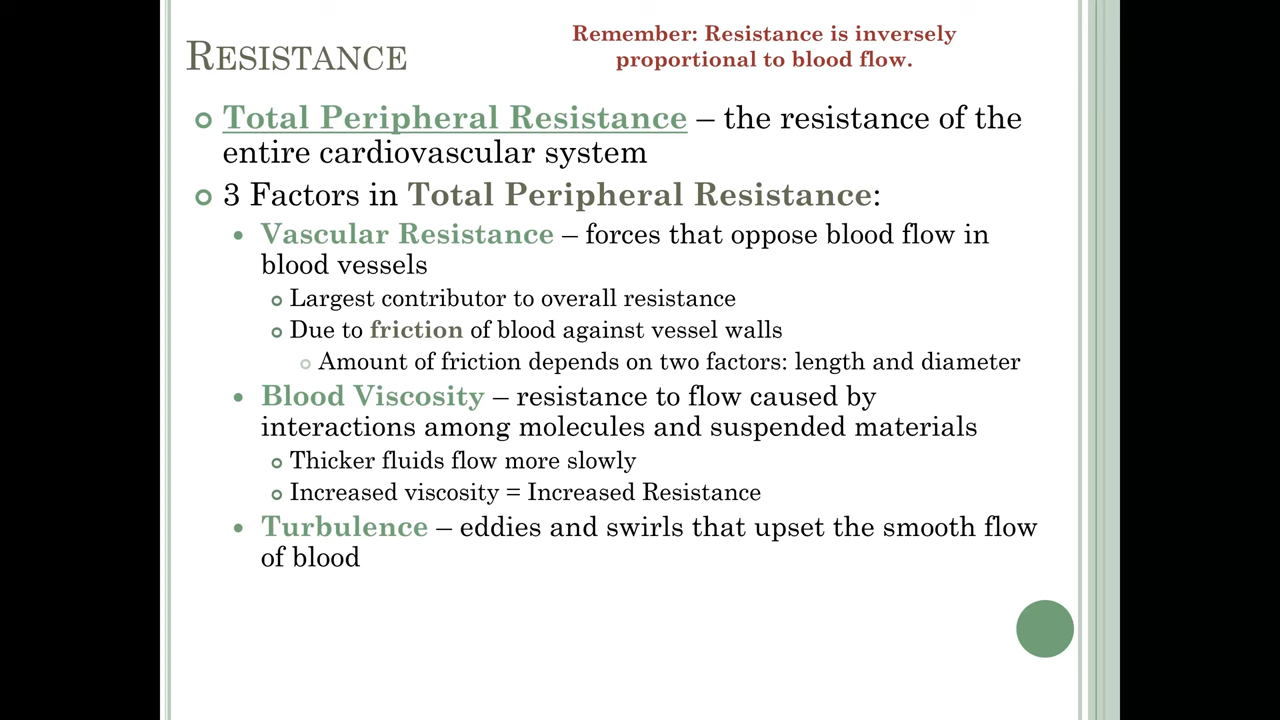 RESISTANCE
Remember: Resistance is inversely
proportional to blood flow.
Total Peripheral Resistance – the resistance of the
entire cardiovascular system
3 Factors in Total Peripheral Resistance:
Vascular Resistance – forces that oppose blood flow in
blood vessels
Largest contributor to overall resistance
Due to friction of blood against vessel walls
Amount of friction depends on two factors: length and diameter
Blood Viscosity – resistance to flow caused by
interactions among molecules and suspended materials
Thicker fluids flow more slowly
Increased viscosity = Increased Resistance
Turbulence – eddies and swirls that upset the smooth flow
of blood